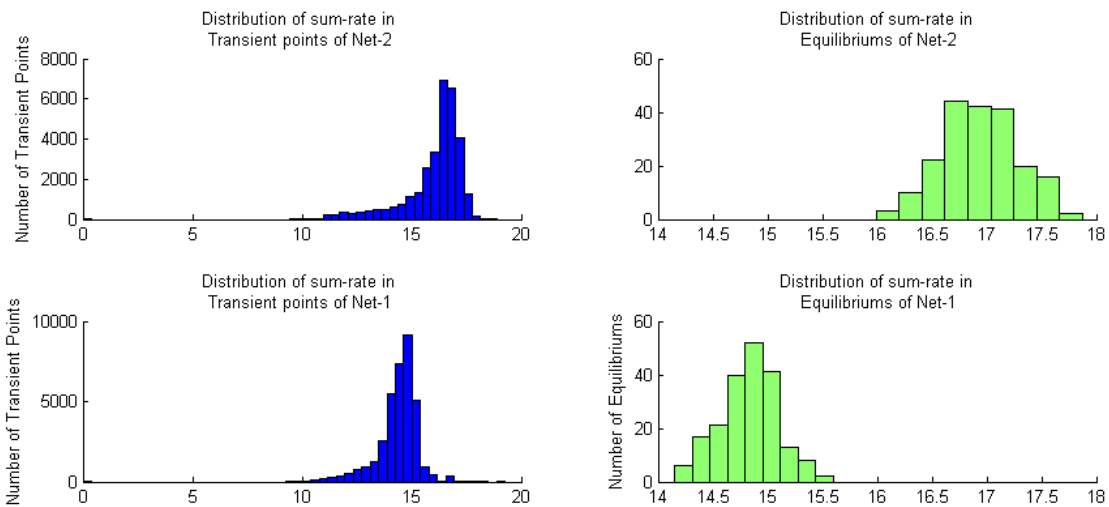 Distribution of sum-rate in
Transient points of Net-2
Number of Transient Points
8000
6000
4000
2000
0
0 5 10 15 20
Distribution of sum-rate in
Equilibriums of Net-2
60
40
20
0
14 14.5 15 15.5 16 16.5 17 17.5 18
Distribution of sum-rate in
Transient points of Net-1
Number of Transient Points
10000
5000
0
0 5 10 15 20
Distribution of sum-rate in
Equilibriums of Net-1
Number of Equilibriums
60
40
20
0
14 14.5 15 15.5 16 16.5 17 17.5 18